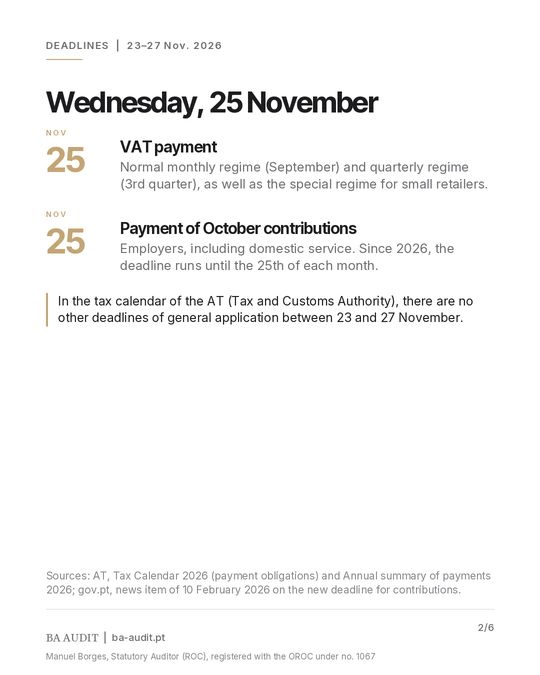 DEADLINES | 23–27 Nov. 2026
Wednesday, 25 November
NOV
25
VAT payment
Normal monthly regime (September) and quarterly regime
(3rd quarter), as well as the special regime for small retailers.
NOV
25
Payment of October contributions
Employers, including domestic service. Since 2026, the
deadline runs until the 25th of each month.
In the tax calendar of the AT (Tax and Customs Authority), there are no
other deadlines of general application between 23 and 27 November.
Sources: AT, Tax Calendar 2026 (payment obligations) and Annual summary of payments
2026; gov.pt, news item of 10 February 2026 on the new deadline for contributions.
2/6
BA AUDIT | ba-audit.pt
Manuel Borges, Statutory Auditor (ROC), registered with the OROC under no. 1067